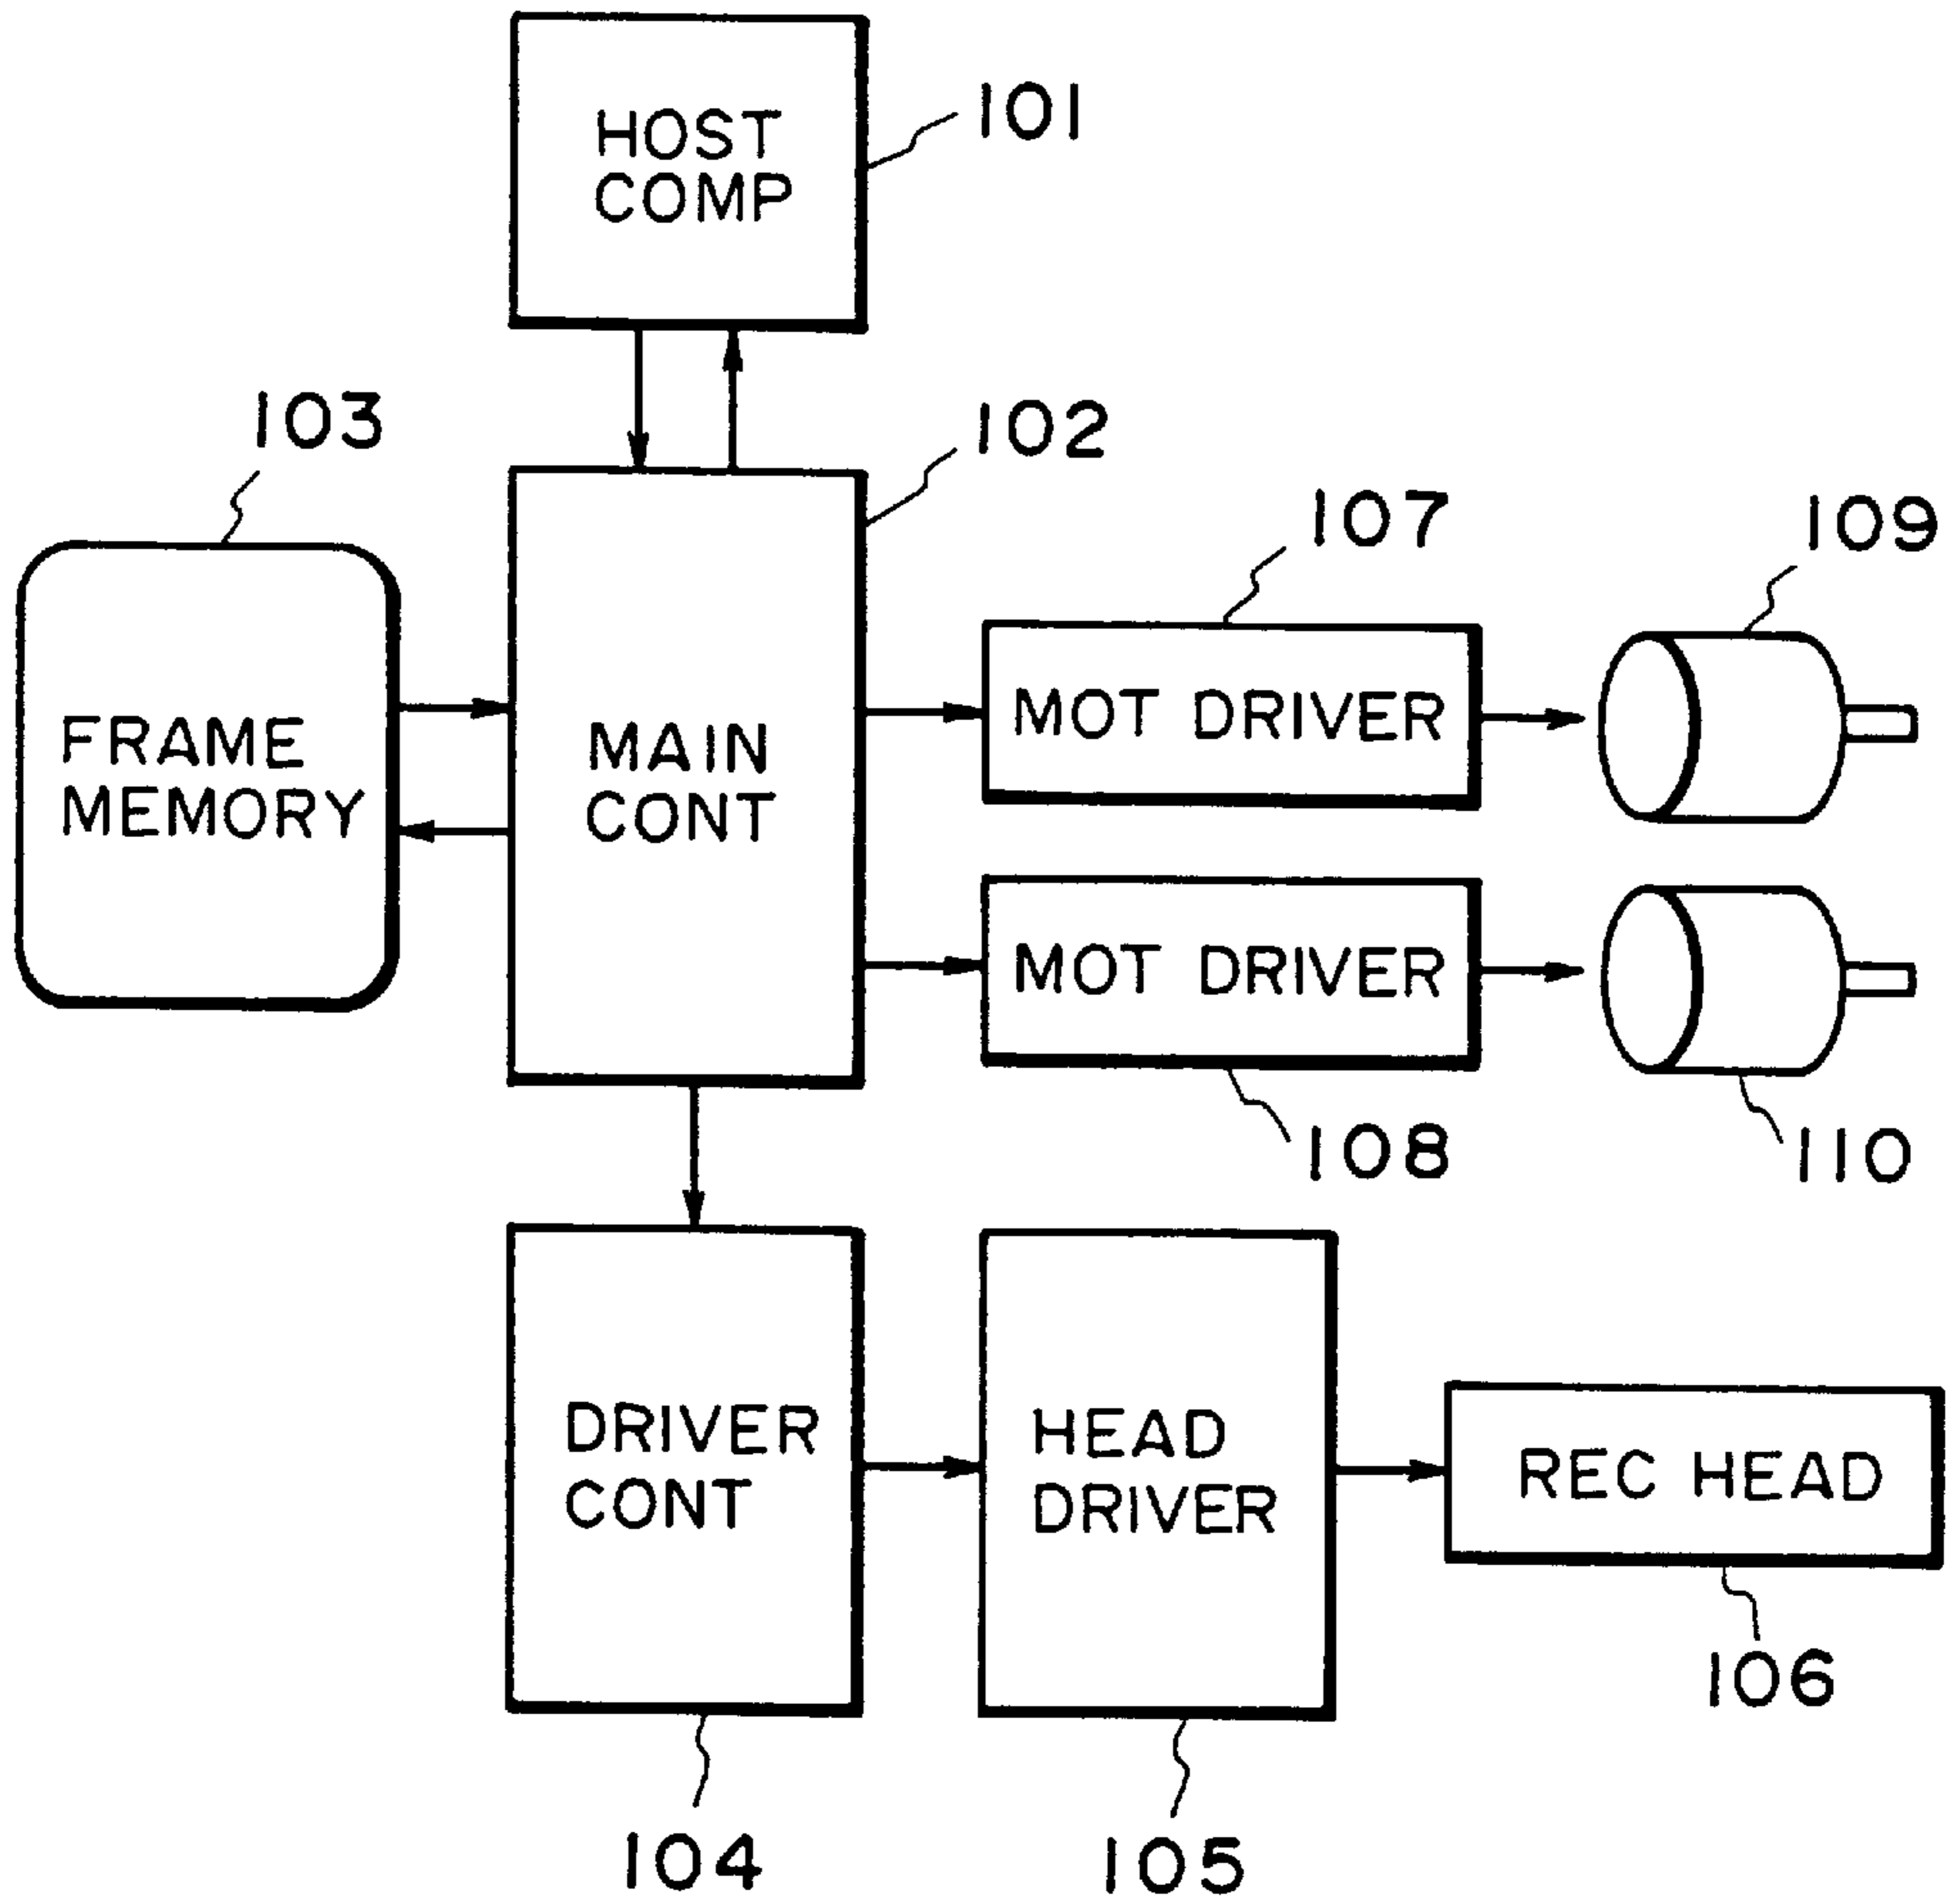 HOST
COMP
101
103
102
107
109
FRAME
MEMORY
MAIN
CONT
MOT DRIVER
MOT DRIVER
108
110
DRIVER
CONT
HEAD
DRIVER
REC HEAD
106
104
105